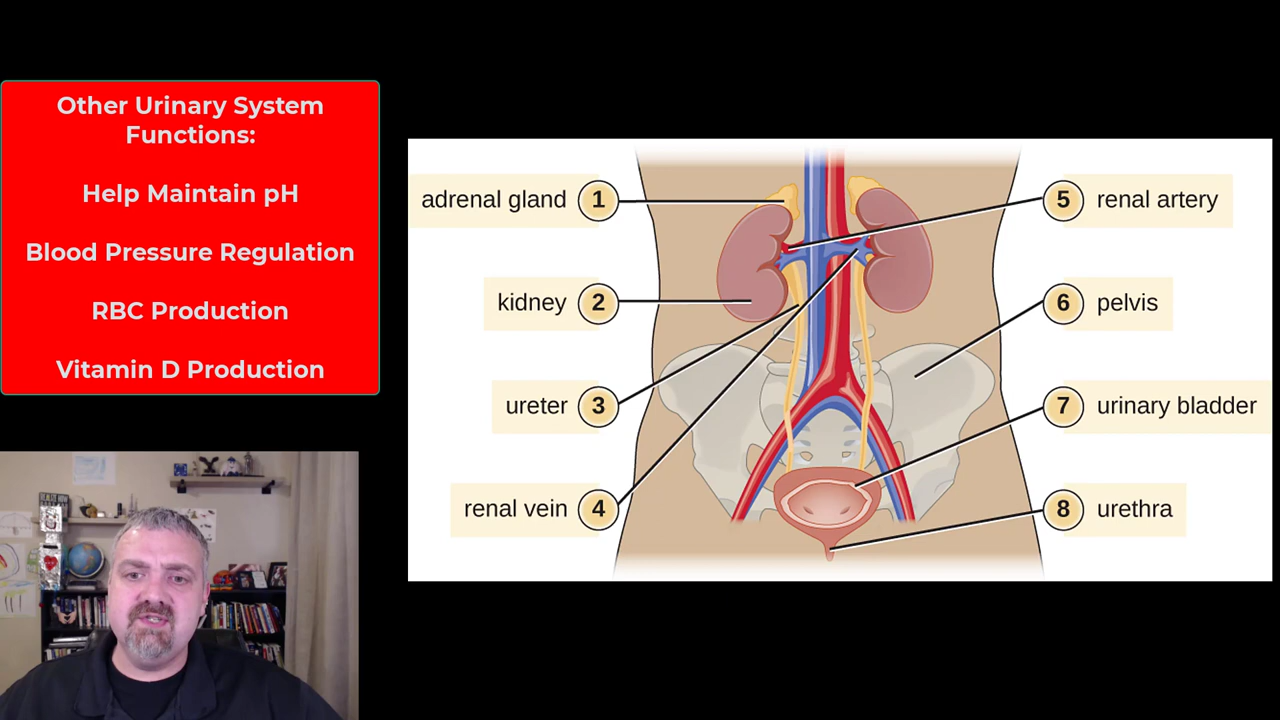 Other Urinary System
Functions:
Help Maintain pH
Blood Pressure Regulation
RBC Production
Vitamin D Production
adrenal gland 1
kidney 2
ureter 3
renal vein 4
5 renal artery
6 pelvis
7 urinary bladder
8 urethra